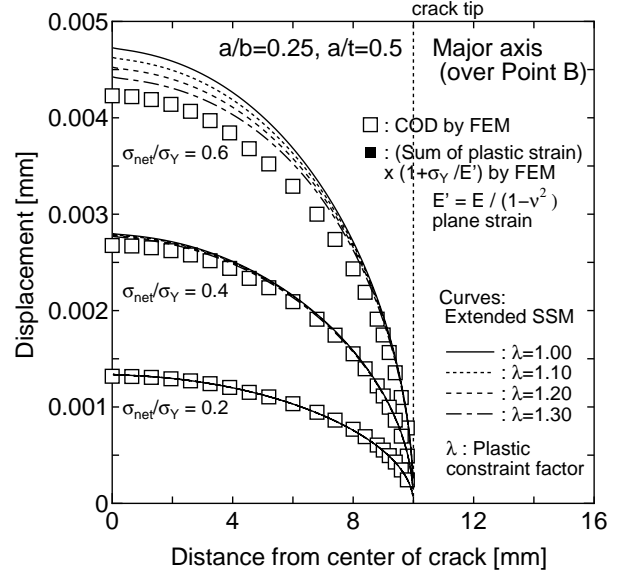 crack tip
a/b=0.25, a/t=0.5
Major axis
(over Point B)
: COD by FEM
: (Sum of plastic strain)
x (1+σY /E') by FEM
E' = E / (1−ν²)
plane strain
σnet/σY = 0.6
σnet/σY = 0.4
σnet/σY = 0.2
Curves:
Extended SSM
: λ=1.00
: λ=1.10
: λ=1.20
: λ=1.30
λ : Plastic
constraint factor
Displacement [mm]
0.005
0.004
0.003
0.002
0.001
0
0 4 8 12 16
Distance from center of crack [mm]